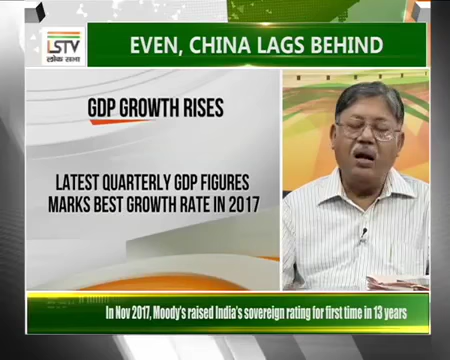 LSTV
लोक सभा
EVEN, CHINA LAGS BEHIND
GDP GROWTH RISES
LATEST QUARTERLY GDP FIGURES
MARKS BEST GROWTH RATE IN 2017
In Nov 2017, Moody's raised India's sovereign rating for first time in 13 years